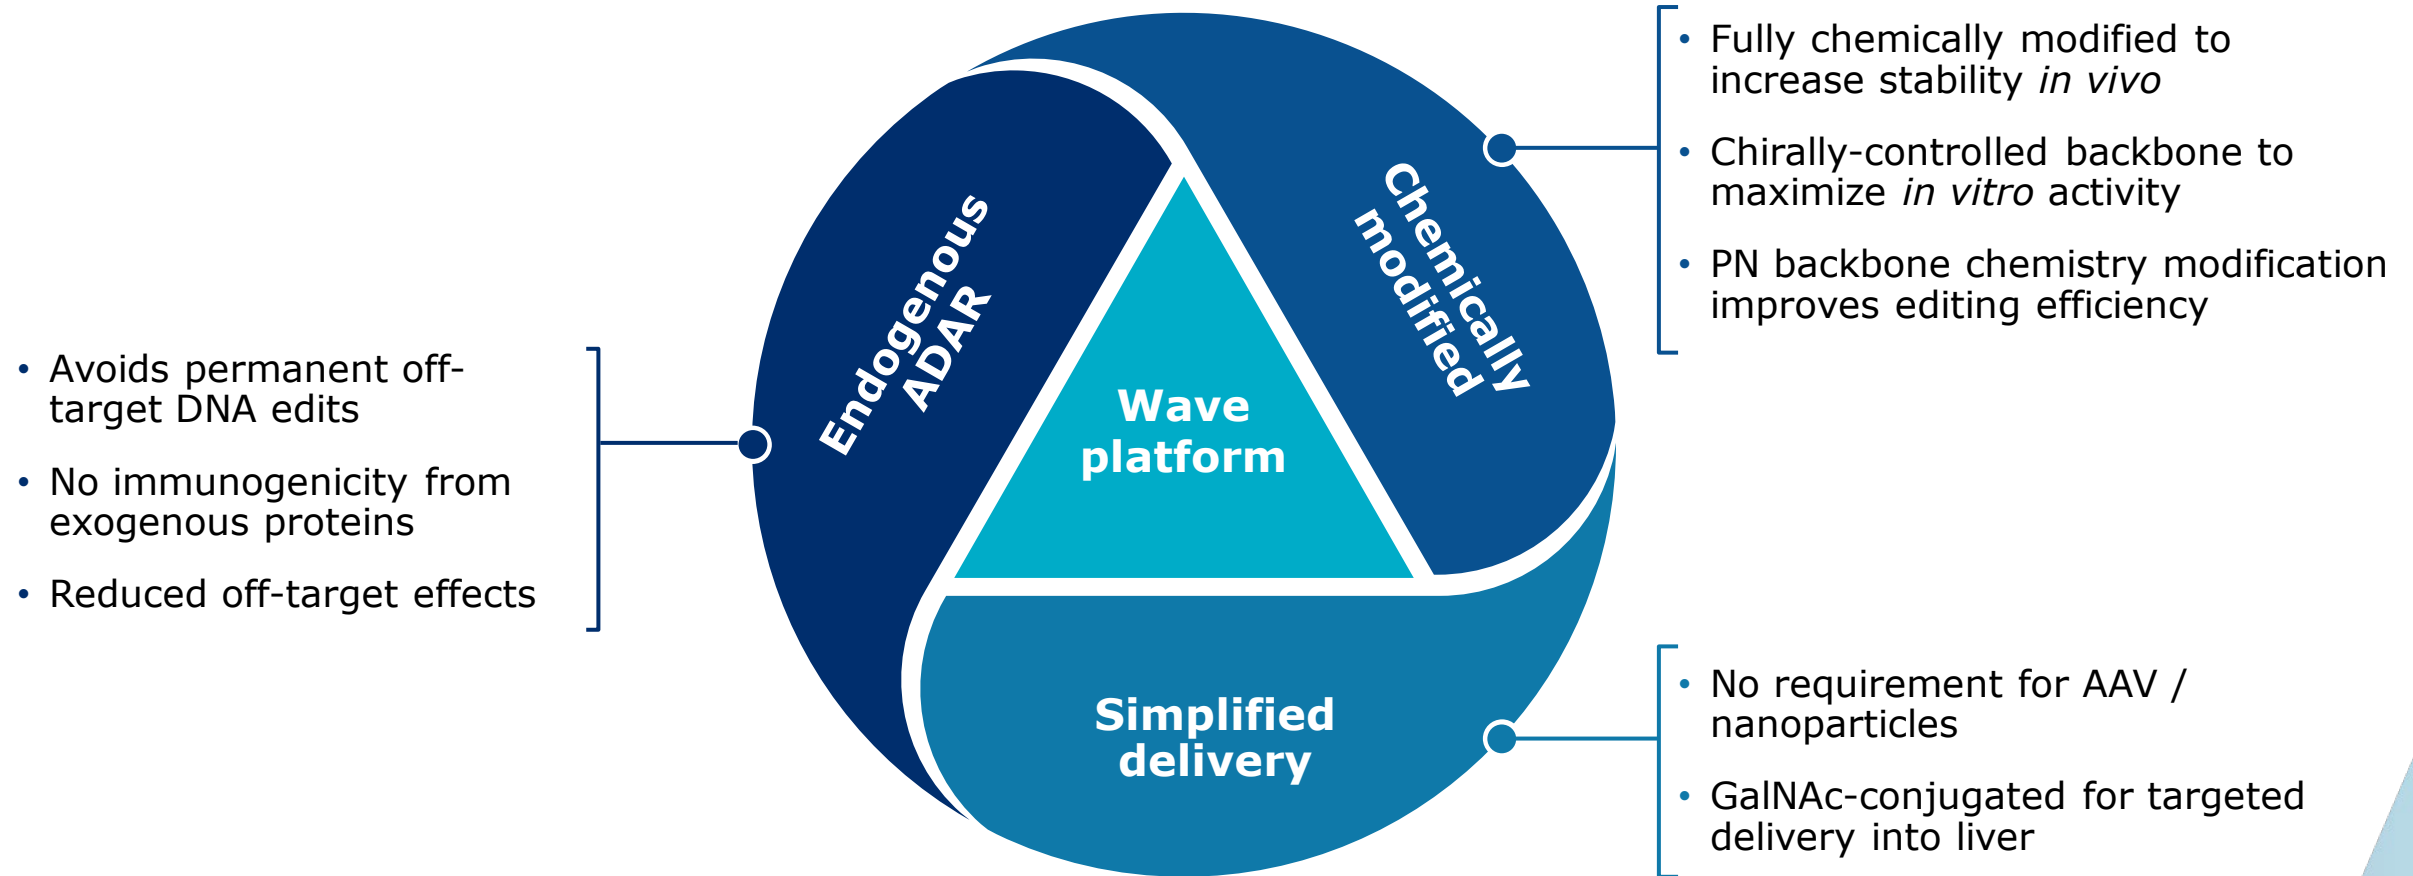 • Avoids permanent off-
target DNA edits
• No immunogenicity from
exogenous proteins
• Reduced off-target effects
Endogenous
ADAR
Wave
platform
Chemically
modified
Simplified
delivery
• Fully chemically modified to
increase stability in vivo
• Chirally-controlled backbone to
maximize in vitro activity
• PN backbone chemistry modification
improves editing efficiency
• No requirement for AAV /
nanoparticles
• GalNAc-conjugated for targeted
delivery into liver